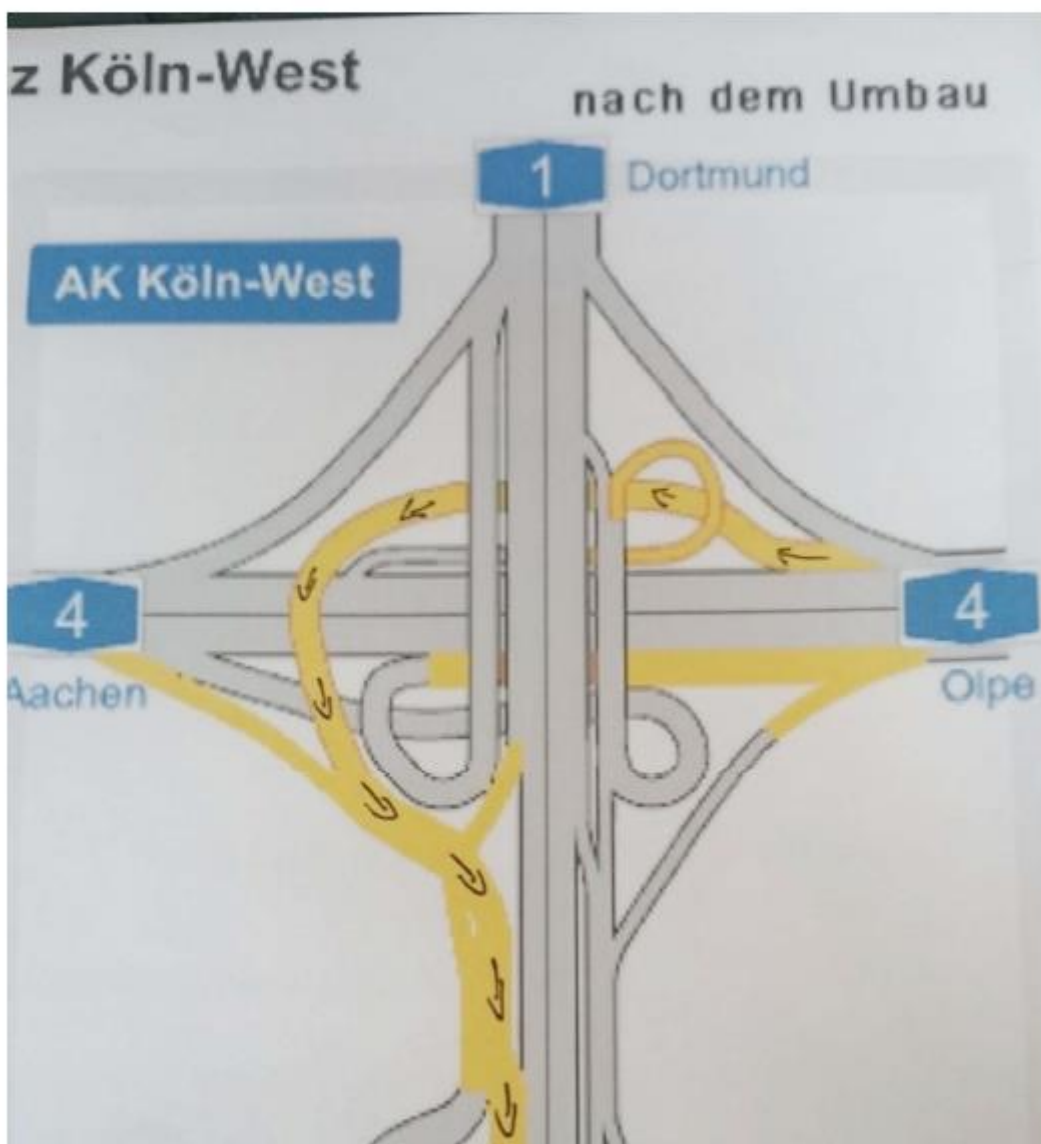 z Köln-West
nach dem Umbau
1 Dortmund
AK Köln-West
4
4
Aachen
Olpe